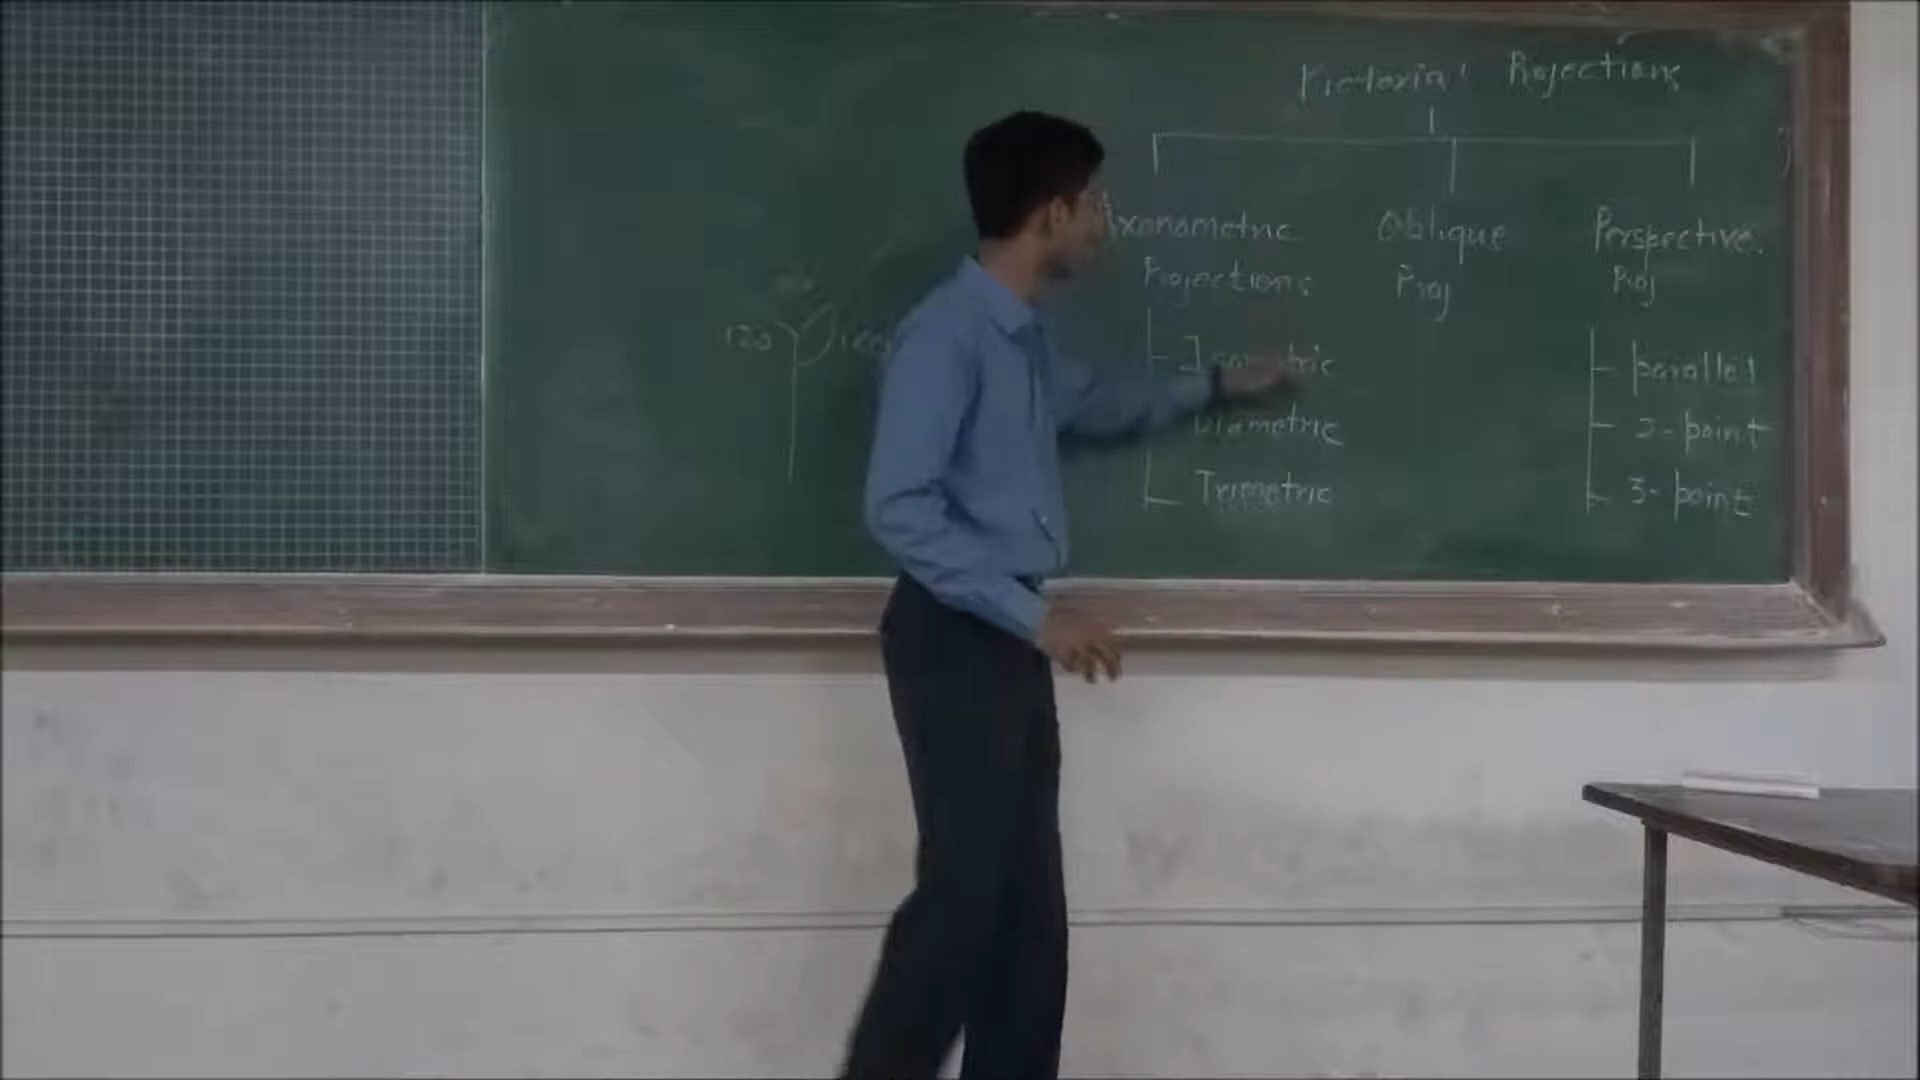 Pictorial Projections
Axonometric Oblique Perspective.
Projections Proj Proj
Isometric parallel
Diametric 2-point
Trimetric 3-point
120 120